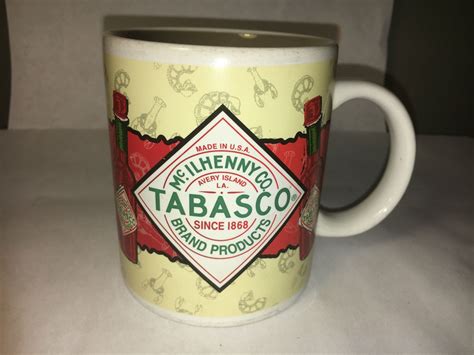 MADE IN U.S.A.
McILHENNY CO.
AVERY ISLAND
LA.
TABASCO®
SINCE 1868
BRAND PRODUCTS